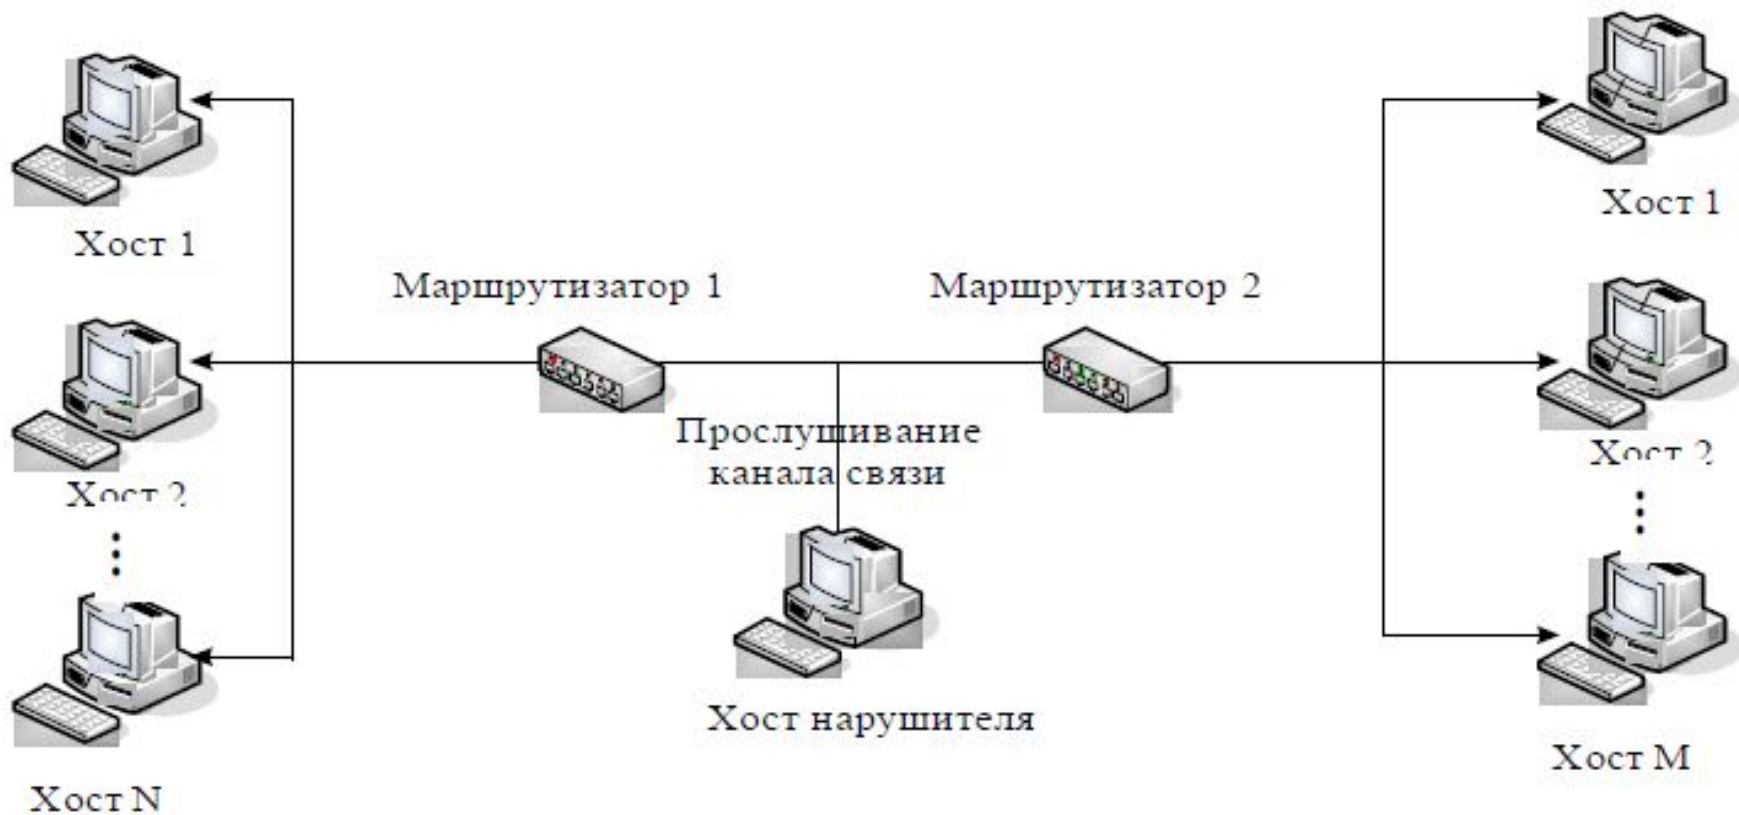 Хост 1
Хост 1
Маршрутизатор 1
Маршрутизатор 2
Прослушивание
канала связи
Хост 2
Хост 2
Хост нарушителя
Хост M
Хост N